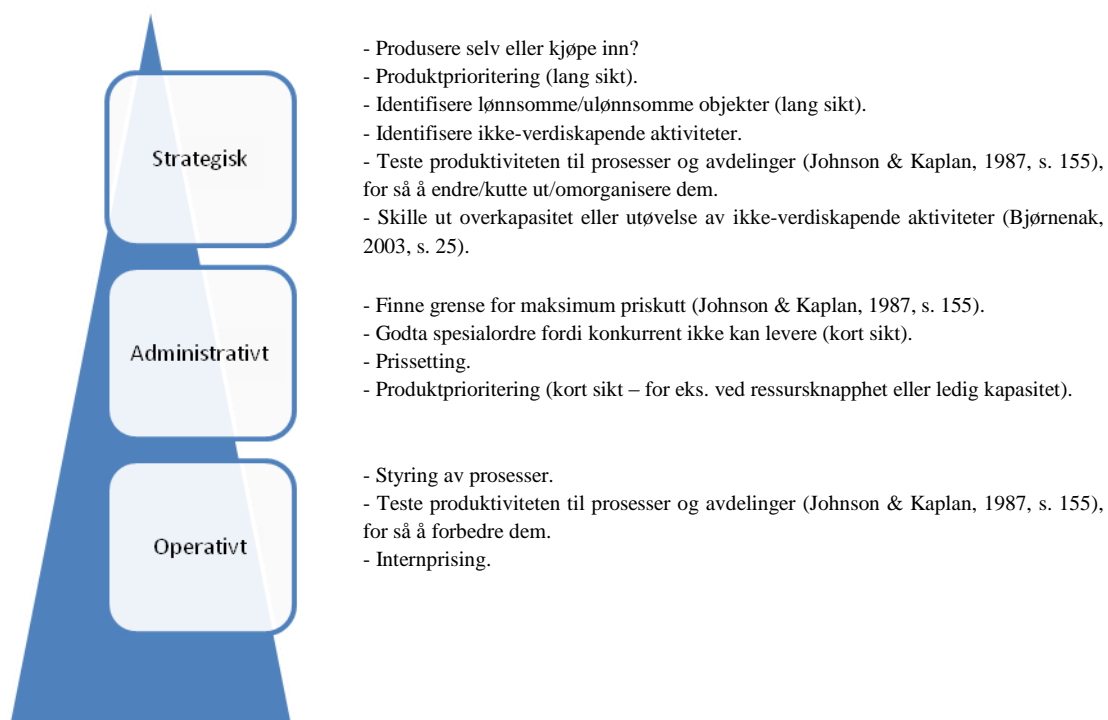 - Produsere selv eller kjøpe inn?
- Produktprioritering (lang sikt).
- Identifisere lønnsomme/ulønnsomme objekter (lang sikt).
- Identifisere ikke-verdiskapende aktiviteter.
Strategisk
- Teste produktiviteten til prosesser og avdelinger (Johnson & Kaplan, 1987, s. 155),
for så å endre/kutte ut/omorganisere dem.
- Skille ut overkapasitet eller utøvelse av ikke-verdiskapende aktiviteter (Bjørnenak,
2003, s. 25).
- Finne grense for maksimum priskutt (Johnson & Kaplan, 1987, s. 155).
- Godta spesialordre fordi konkurrent ikke kan levere (kort sikt).
Administrativt
- Prissetting.
- Produktprioritering (kort sikt – for eks. ved ressursknapphet eller ledig kapasitet).
- Styring av prosesser.
- Teste produktiviteten til prosesser og avdelinger (Johnson & Kaplan, 1987, s. 155),
for så å forbedre dem.
Operativt
- Internprising.